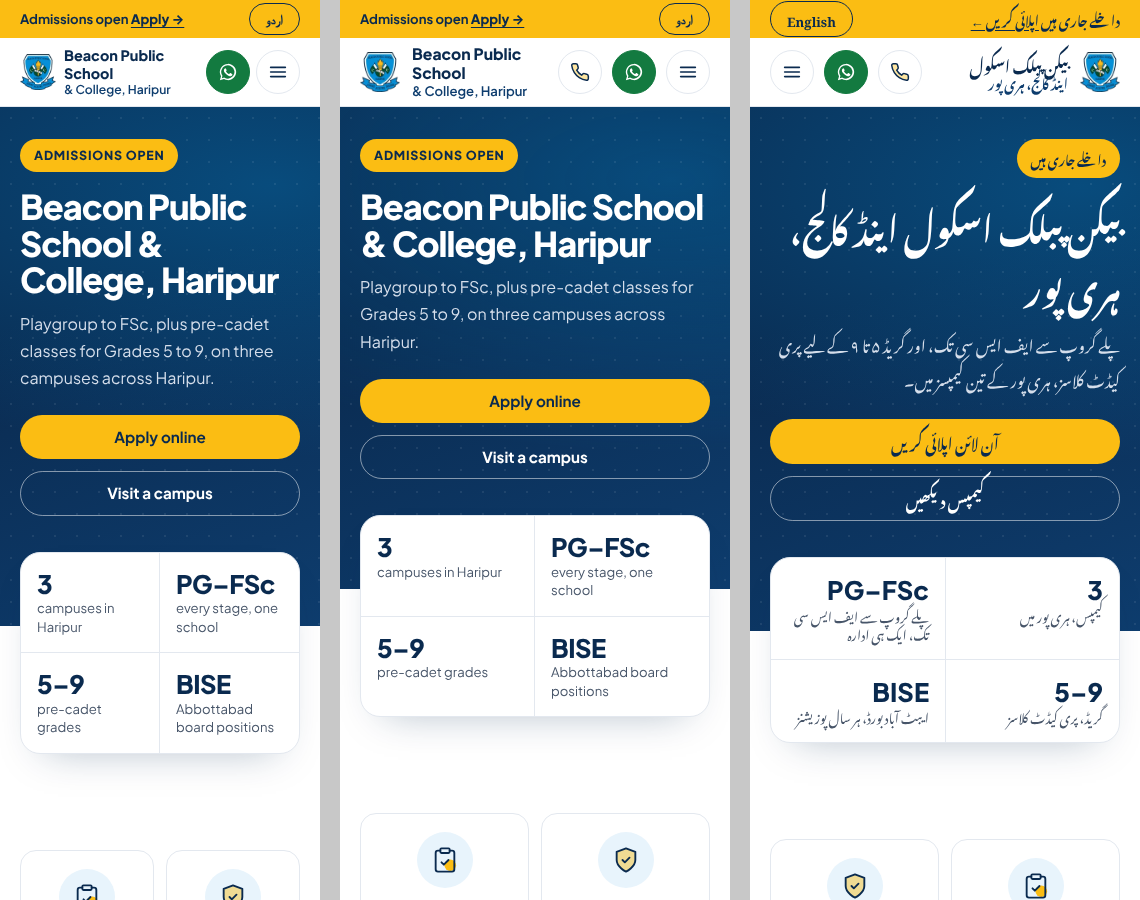 Admissions open Apply →
اردو
Beacon Public
School
& College, Haripur
ADMISSIONS OPEN
Beacon Public
School &
College, Haripur
Playgroup to FSc, plus pre-cadet
classes for Grades 5 to 9, on three
campuses across Haripur.
Apply online
Visit a campus
3
campuses in
Haripur
PG–FSc
every stage, one
school
5–9
pre-cadet
grades
BISE
Abbottabad
board positions
Admissions open Apply →
اردو
Beacon Public
School
& College, Haripur
ADMISSIONS OPEN
Beacon Public School
& College, Haripur
Playgroup to FSc, plus pre-cadet classes for
Grades 5 to 9, on three campuses across
Haripur.
Apply online
Visit a campus
3
campuses in Haripur
PG–FSc
every stage, one
school
5–9
pre-cadet grades
BISE
Abbottabad board
positions
داخلے جاری ہیں اپلائی کریں ←
English
بیکن پبلک اسکول
اینڈ کالج، ہری پور
داخلے جاری ہیں
بیکن پبلک اسکول اینڈ کالج،
ہری پور
پلے گروپ سے ایف ایس سی تک، اور گریڈ ۵ تا ۹ کے لیے پری
کیڈٹ کلاسز، ہری پور کے تین کیمپسز میں۔
آن لائن اپلائی کریں
کیمپس دیکھیں
3
کیمپس، ہری پور میں
PG–FSc
پلے گروپ سے ایف ایس سی
تک، ایک ہی ادارہ
5–9
گریڈ، پری کیڈٹ کلاسز
BISE
ایبٹ آباد بورڈ، ہر سال پوزیشنز